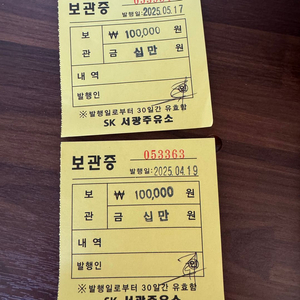 보관증
발행일: 2025.05.17
보 ₩ 100,000 원
관 금 십만
내 역
발행인
※ 발행일로부터 30일간 유효함
SK 서광주유소
보관증 053363
발행일: 2025.04.19
보 ₩ 100,000 원
관 금 십만
내 역
발행인
※ 발행일로부터 30일간 유효함
SK 서광주유소